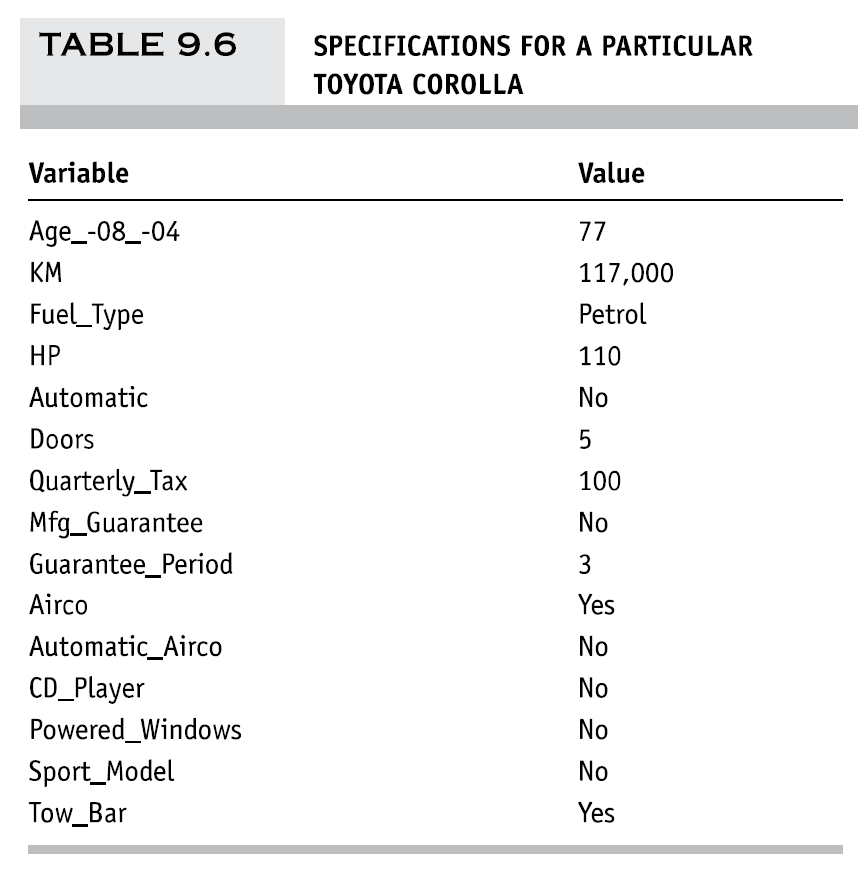 TABLE 9.6
SPECIFICATIONS FOR A PARTICULAR
TOYOTA COROLLA
Variable Value
Age_-08_-04 77
KM 117,000
Fuel_Type Petrol
HP 110
Automatic No
Doors 5
Quarterly_Tax 100
Mfg_Guarantee No
Guarantee_Period 3
Airco Yes
Automatic_Airco No
CD_Player No
Powered_Windows No
Sport_Model No
Tow_Bar Yes